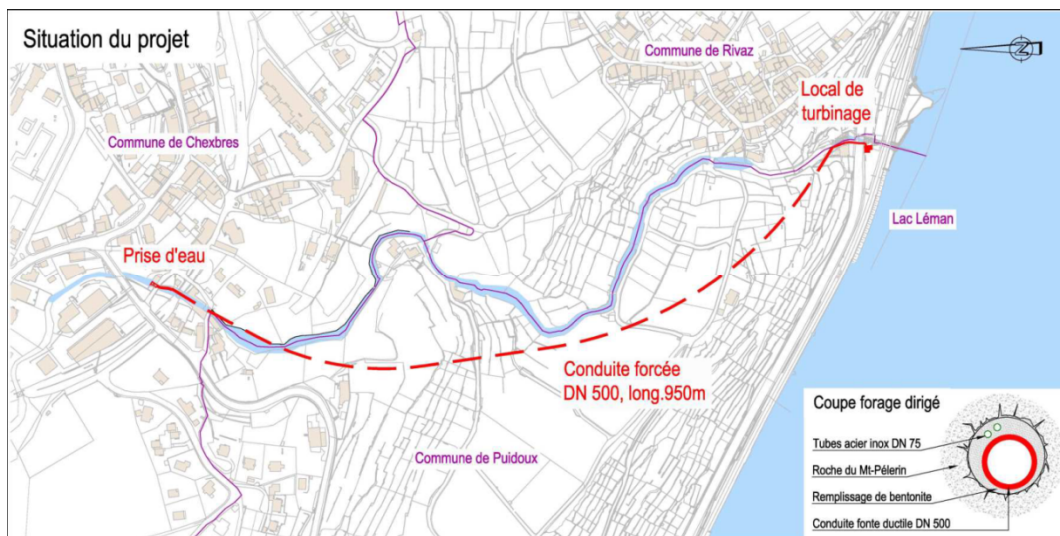 Situation du projet
Commune de Rivaz
N
Local de
turbinage
Commune de Chexbres
Lac Léman
Prise d'eau
Conduite forcée
DN 500, long.950m
Commune de Puidoux
Coupe forage dirigé
Tubes acier inox DN 75
Roche du Mt-Pélerin
Remplissage de bentonite
Conduite fonte ductile DN 500